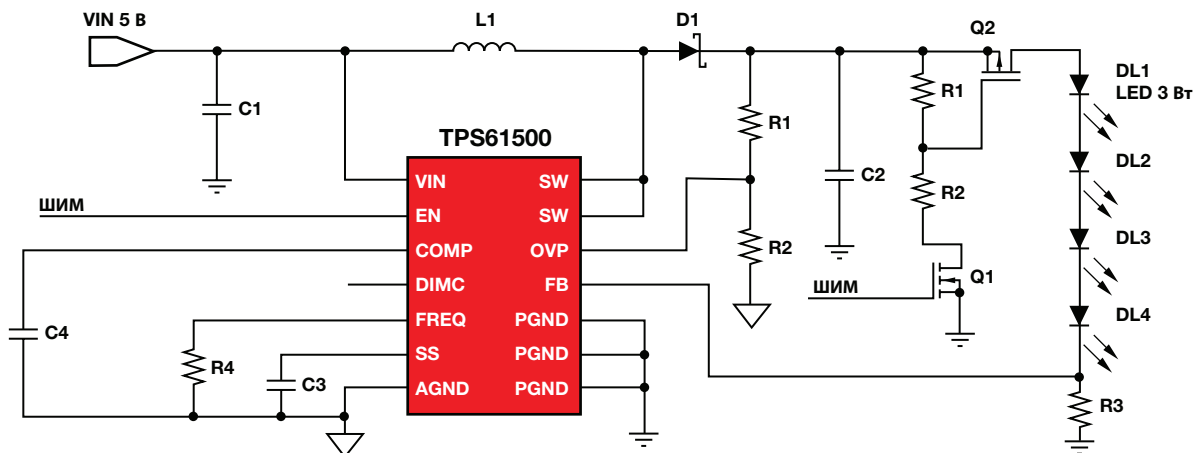 VIN 5 В
L1
D1
Q2
C1
R1
C2
R1
DL1
LED 3 Вт
TPS61500
DL2
VIN
SW
ШИМ
EN
SW
R2
COMP
OVP
R2
DL3
DIMC
FB
ШИМ
Q1
DL4
C4
FREQ
PGND
R4
SS
PGND
C3
AGND
PGND
R3